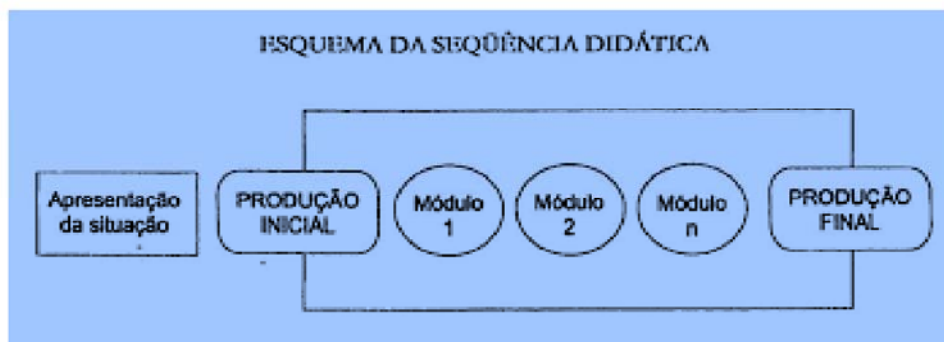 ESQUEMA DA SEQÜÊNCIA DIDÁTICA
Apresentação
da situação
PRODUÇÃO
INICIAL
Módulo
1
Módulo
2
Módulo
n
PRODUÇÃO
FINAL